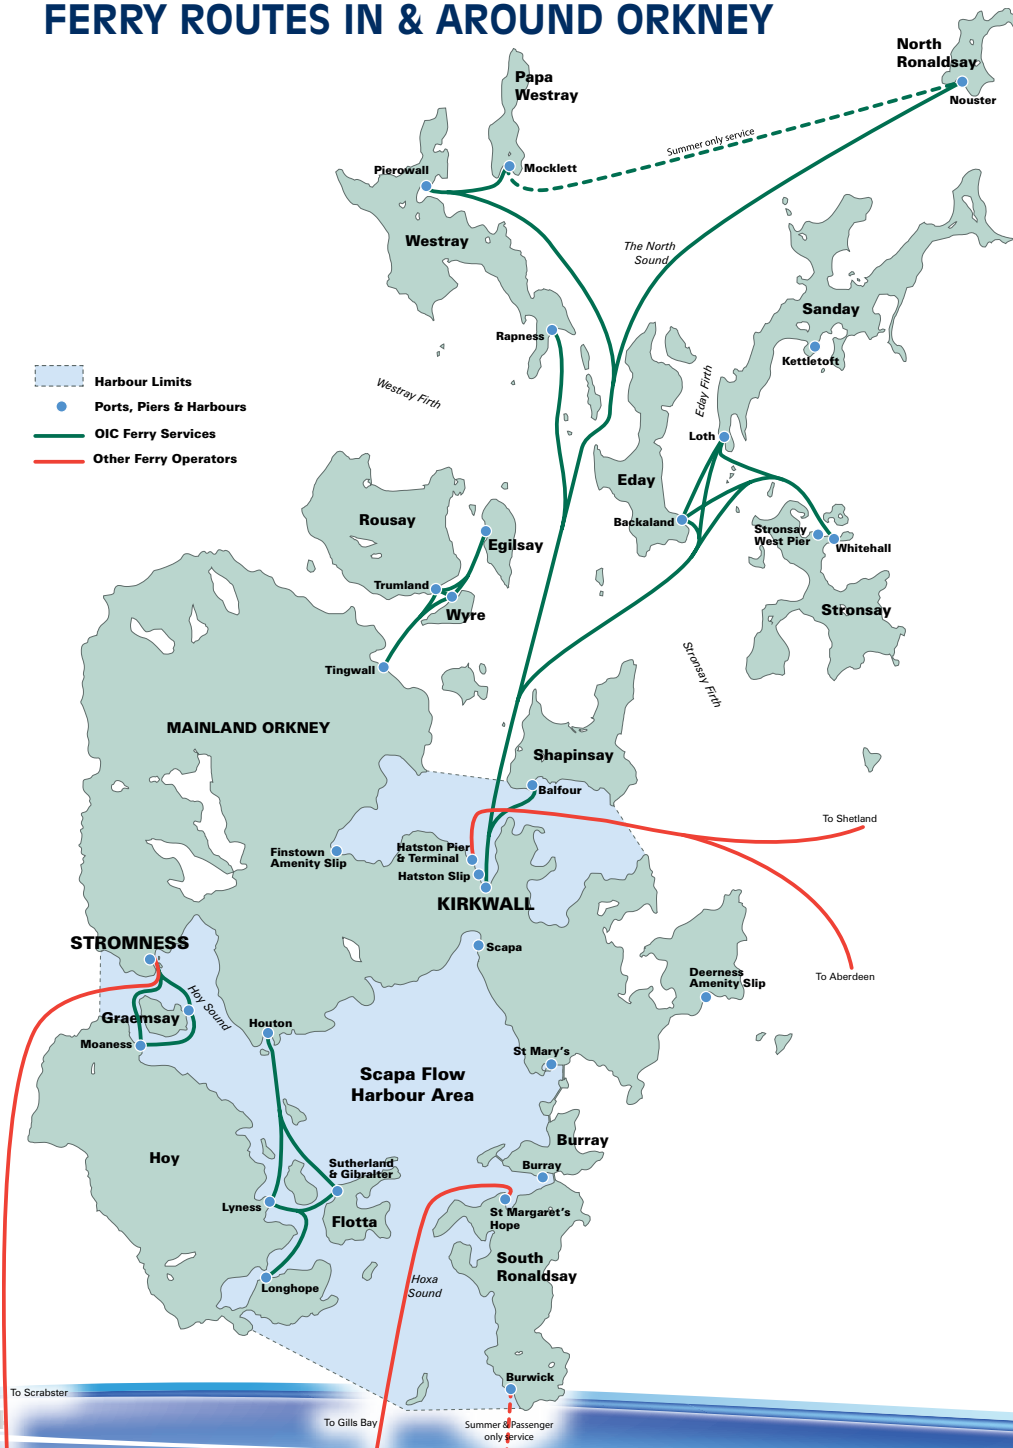 FERRY ROUTES IN & AROUND ORKNEY
North
Ronaldsay
Nouster
Papa
Westray
Summer only service
Pierowall
Mocklett
Westray
The North
Sound
Sanday
Rapness
Kettletoft
Harbour Limits
Ports, Piers & Harbours
OIC Ferry Services
Other Ferry Operators
Westray Firth
Eday Firth
Loth
Eday
Rousay
Backaland
Stronsay
West Pier
Whitehall
Egilsay
Trumland
Wyre
Stronsay
Tingwall
Stronsay Firth
MAINLAND ORKNEY
Shapinsay
Balfour
To Shetland
Finstown
Amenity Slip
Hatston Pier
& Terminal
Hatston Slip
KIRKWALL
STROMNESS
Scapa
Deerness
Amenity Slip
To Aberdeen
Hoy Sound
Graemsay
Houton
Moaness
St Mary's
Scapa Flow
Harbour Area
Burray
Hoy
Sutherland
& Gibralter
Burray
Lyness
Flotta
St Margaret's
Hope
South
Ronaldsay
Longhope
Hoxa
Sound
Burwick
To Scrabster
To Gills Bay
Summer & Passenger
only service